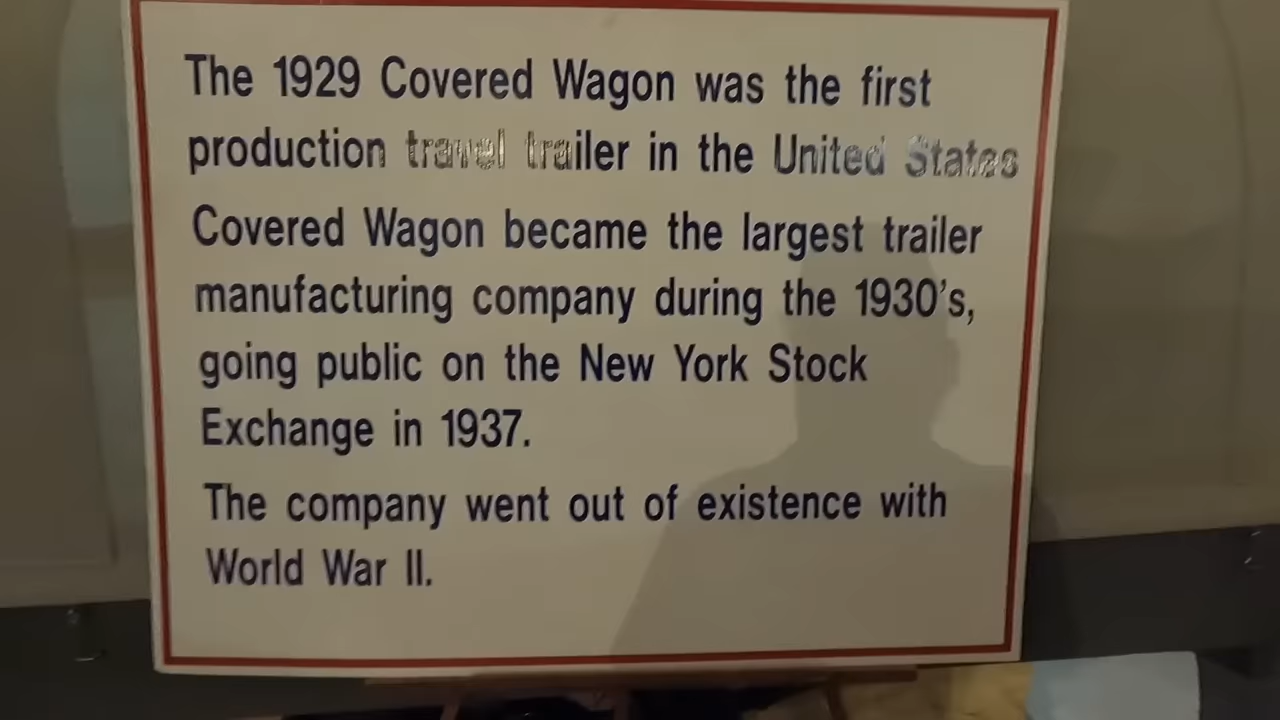 The 1929 Covered Wagon was the first
production travel trailer in the United States
Covered Wagon became the largest trailer
manufacturing company during the 1930's,
going public on the New York Stock
Exchange in 1937.
The company went out of existence with
World War II.